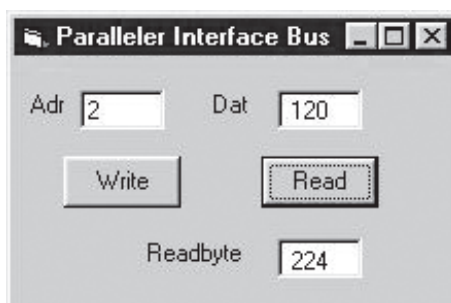 Paralleler Interface Bus
Adr 2 Dat 120
Write Read
Readbyte 224